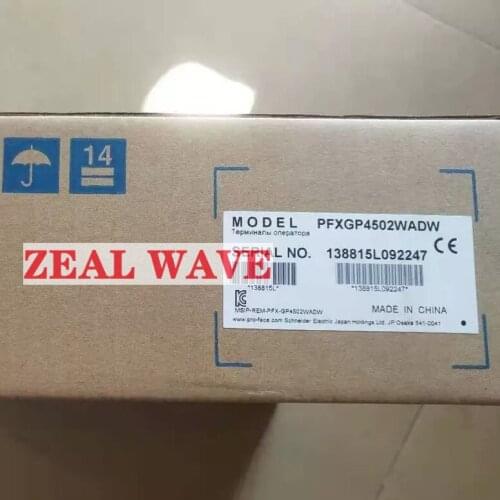 14
MODEL PFXGP4502WADW
Терминалы оператора
SERIAL NO. 138815L092247
CE
ZEAL WAVE
*138815L* *138815L092247*
MADE IN CHINA
MSIP-REM-PFX-GP4502WADW
www.pro-face.com Schneider Electric Japan Holdings Ltd. JP Osaka 541-0041